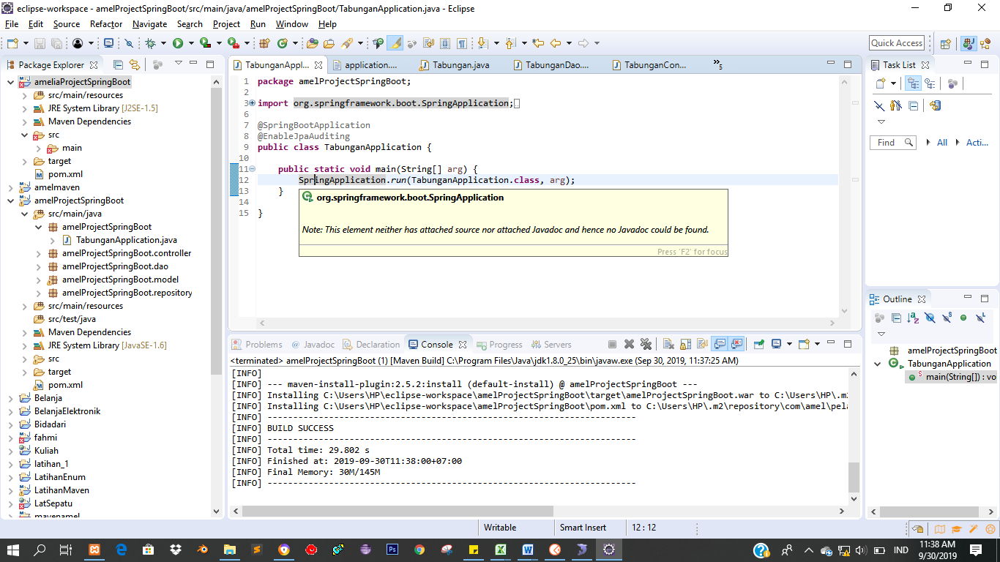 eclipse-workspace - amelProjectSpringBoot/src/main/java/amelProjectSpringBoot/TabunganApplication.java - Eclipse
File Edit Source Refactor Navigate Search Project Run Window Help
Quick Access
Package Explorer
ameliaProjectSpringBoot
src/main/resources
JRE System Library [J2SE-1.5]
Maven Dependencies
src
main
target
pom.xml
amelmaven
amelProjectSpringBoot
src/main/java
amelProjectSpringBoot
TabunganApplication.java
amelProjectSpringBoot.controller
amelProjectSpringBoot.dao
amelProjectSpringBoot.model
amelProjectSpringBoot.repository
src/main/resources
src/test/java
Maven Dependencies
JRE System Library [JavaSE-1.6]
src
target
pom.xml
Belanja
BelanjaElektronik
Bidadari
fahmi
Kuliah
latihan_1
LatihanEnum
LatihanMaven
LatSepatu
mavenamel
TabunganAppl... application.... Tabungan.java TabunganDao.... TabunganCon... »5
1 package amelProjectSpringBoot;
2
3 import org.springframework.boot.SpringApplication;
6
7 @SpringBootApplication
8 @EnableJpaAuditing
9 public class TabunganApplication {
10
11 public static void main(String[] arg) {
12 SpringApplication.run(TabunganApplication.class, arg);
13 }
14
15 }
org.springframework.boot.SpringApplication
Note: This element neither has attached source nor attached Javadoc and hence no Javadoc could be found.
Press 'F2' for focus
Problems Javadoc Declaration Console Progress Servers
<terminated> amelProjectSpringBoot (1) [Maven Build] C:\Program Files\Java\jdk1.8.0_25\bin\javaw.exe (Sep 30, 2019, 11:37:25 AM)
[INFO]
[INFO] --- maven-install-plugin:2.5.2:install (default-install) @ amelProjectSpringBoot ---
[INFO] Installing C:\Users\HP\eclipse-workspace\amelProjectSpringBoot\target\amelProjectSpringBoot.war to C:\Users\HP\.m
[INFO] Installing C:\Users\HP\eclipse-workspace\amelProjectSpringBoot\pom.xml to C:\Users\HP\.m2\repository\com\amel\pela
[INFO] ------------------------------------------------------------------------
[INFO] BUILD SUCCESS
[INFO] ------------------------------------------------------------------------
[INFO] Total time: 29.802 s
[INFO] Finished at: 2019-09-30T11:38:00+07:00
[INFO] Final Memory: 30M/145M
[INFO] ------------------------------------------------------------------------
Task List
Find All Acti...
Outline
amelProjectSpringBoot
TabunganApplication
main(String[]) : vo
Writable Smart Insert 12 : 12
IND
11:38 AM
9/30/2019